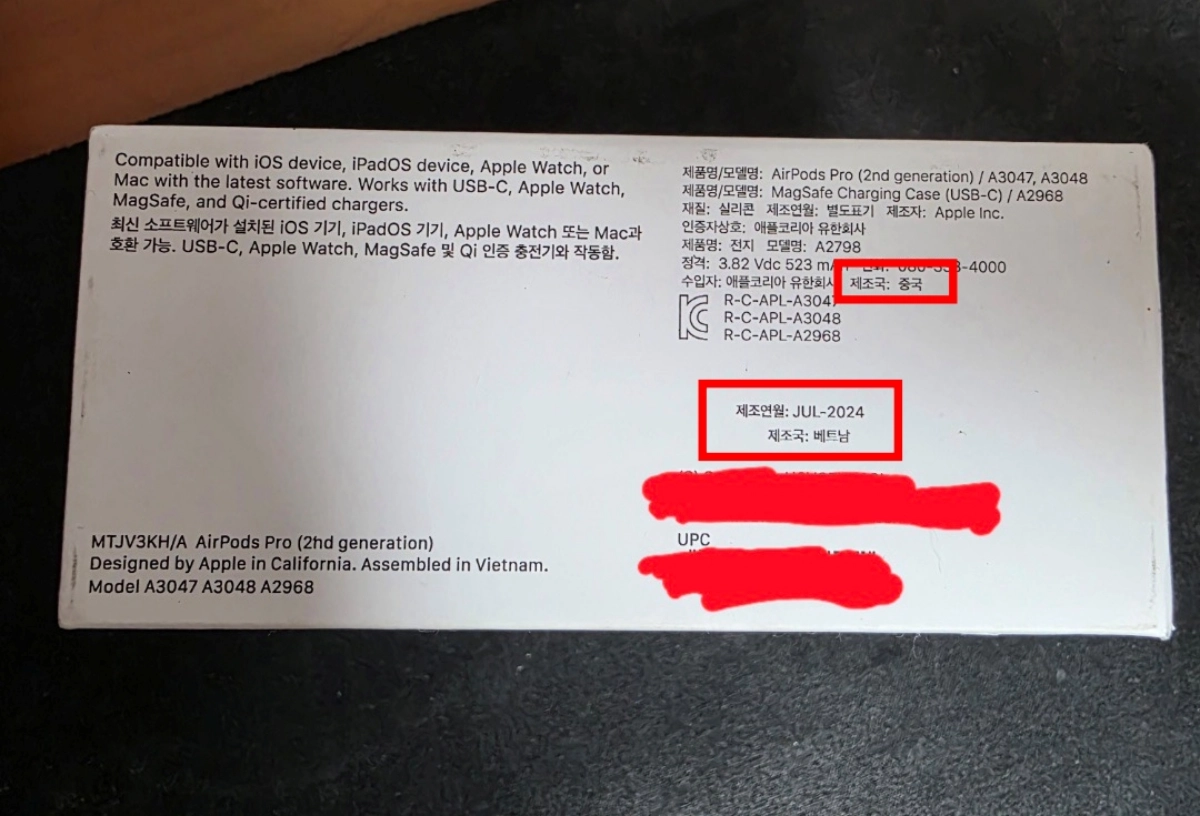 Compatible with iOS device, iPadOS device, Apple Watch, or
Mac with the latest software. Works with USB-C, Apple Watch,
MagSafe, and Qi-certified chargers.
최신 소프트웨어가 설치된 iOS 기기, iPadOS 기기, Apple Watch 또는 Mac과
호환 가능. USB-C, Apple Watch, MagSafe 및 Qi 인증 충전기와 작동함.
제품명/모델명: AirPods Pro (2nd generation) / A3047, A3048
제품명/모델명: MagSafe Charging Case (USB-C) / A2968
재질: 실리콘 제조연월: 별도표기 제조자: Apple Inc.
인증자상호: 애플코리아 유한회사
제품명: 전지 모델명: A2798
정격: 3.82 Vdc 523 -4000
수입자: 애플코리아 유한회사 제조국: 중국
R-C-APL-A3047
R-C-APL-A3048
R-C-APL-A2968
제조연월: JUL-2024
제조국: 베트남
UPC
MTJV3KH/A AirPods Pro (2hd generation)
Designed by Apple in California. Assembled in Vietnam.
Model A3047 A3048 A2968